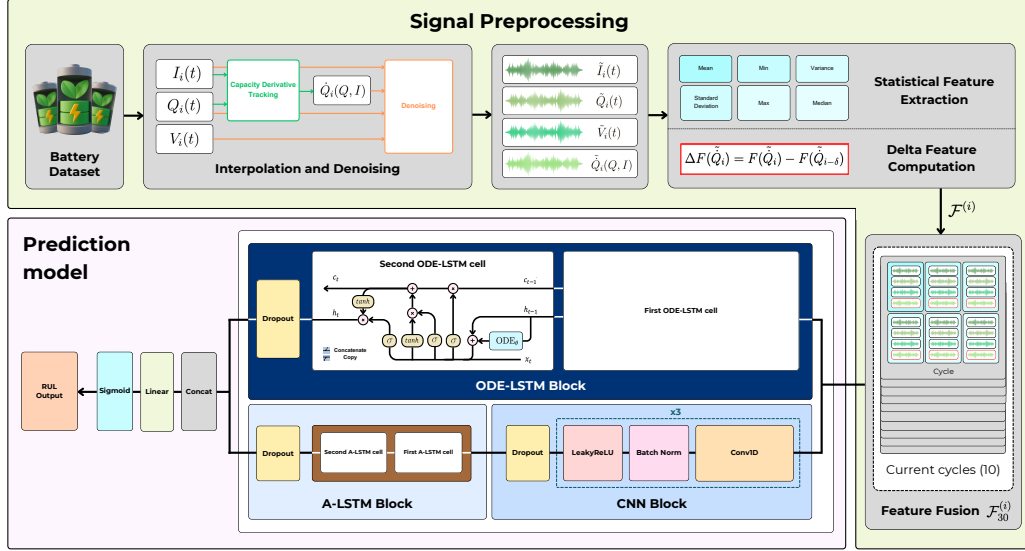 Signal Preprocessing
Battery
Dataset
I_i(t)
Q_i(t)
V_i(t)
Capacity Derivative
Tracking
Q̇_i(Q, I)
Denoising
Interpolation and Denoising
Ĩ_i(t)
Q̃_i(t)
Ṽ_i(t)
Q̃̇_i(Q, I)
Mean
Min
Variance
Standard
Deviation
Max
Median
Statistical Feature
Extraction
ΔF(Q̃̇_i) = F(Q̃̇_i) − F(Q̃̇_{i−δ})
Delta Feature
Computation
F^{(i)}
Cycle
Current cycles (10)
Feature Fusion F_{30}^{(i)}
Prediction
model
RUL
Output
Sigmoid
Linear
Concat
Dropout
Second ODE-LSTM cell
c_t
c_{t−1}
tanh
h_t
h_{t−1}
σ
tanh
σ
σ
ODE_θ
x_t
Concatenate
Copy
First ODE-LSTM cell
ODE-LSTM Block
Dropout
Second A-LSTM cell
First A-LSTM cell
A-LSTM Block
x3
Dropout
LeakyReLU
Batch Norm
Conv1D
CNN Block